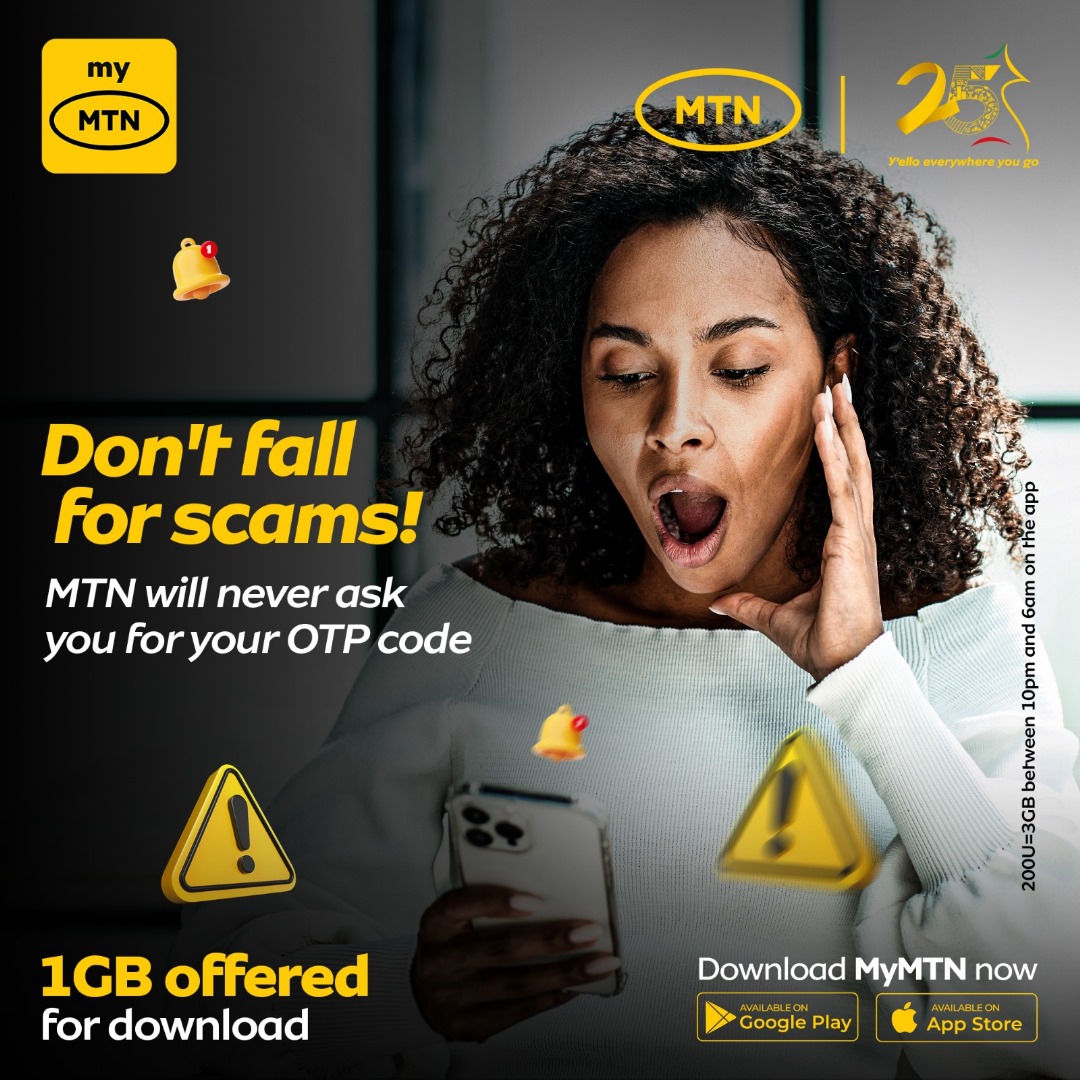 my
MTN
MTN
25
Y'ello everywhere you go
1
Don't fall
for scams!
MTN will never ask
you for your OTP code
200U=3GB between 10pm and 6am on the app
1GB offered
for download
Download MyMTN now
AVAILABLE ON
Google Play
AVAILABLE ON
App Store